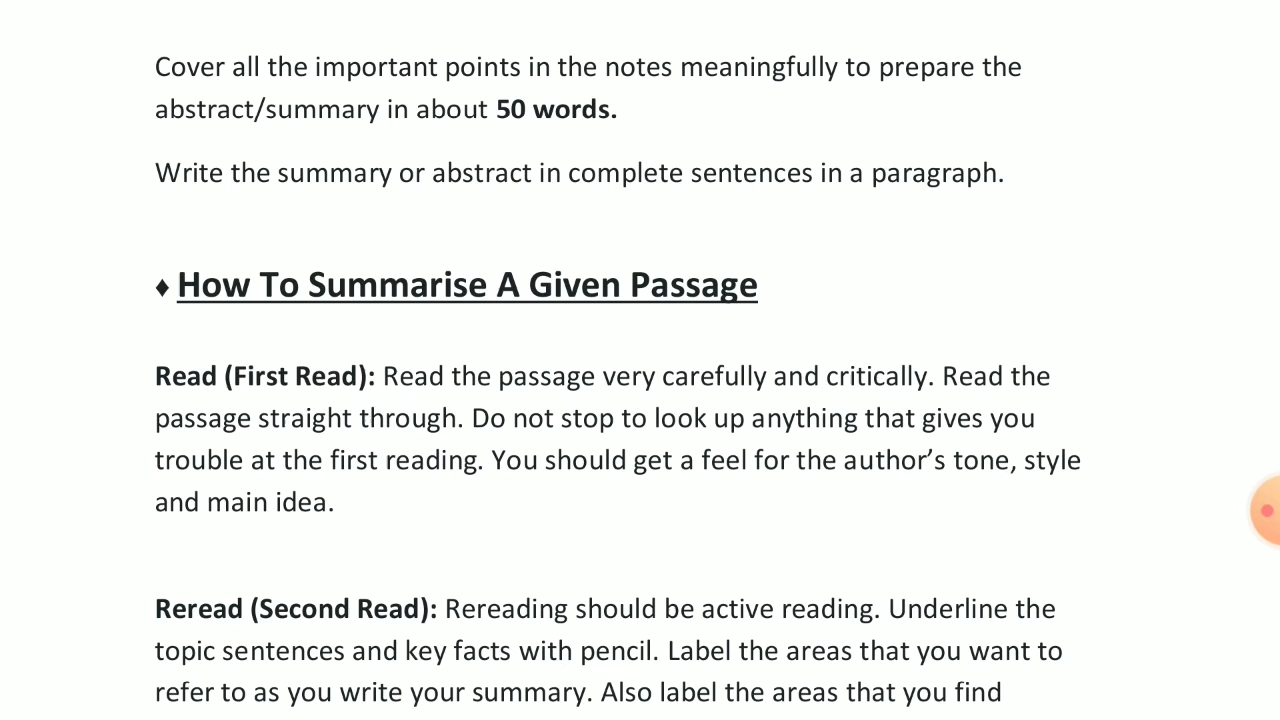 Cover all the important points in the notes meaningfully to prepare the
abstract/summary in about 50 words.
Write the summary or abstract in complete sentences in a paragraph.
♦ How To Summarise A Given Passage
Read (First Read): Read the passage very carefully and critically. Read the
passage straight through. Do not stop to look up anything that gives you
trouble at the first reading. You should get a feel for the author’s tone, style
and main idea.
Reread (Second Read): Rereading should be active reading. Underline the
topic sentences and key facts with pencil. Label the areas that you want to
refer to as you write your summary. Also label the areas that you find